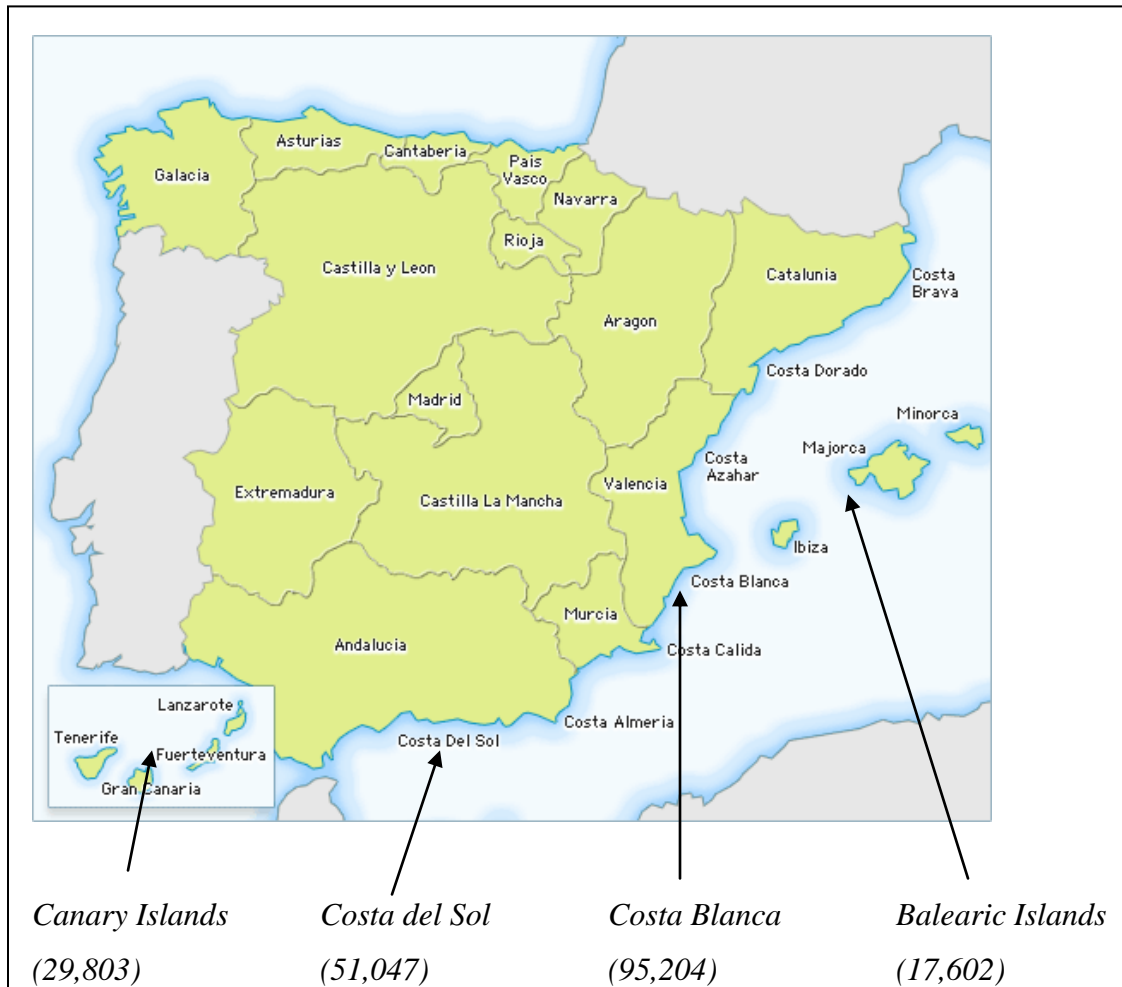 Asturias
Cantaberia
Pais
Vasco
Galacia
Navarra
Rioja
Castilla y Leon
Catalunia
Costa
Brava
Aragon
Costa Dorado
Madrid
Minorca
Majorca
Costa
Azahar
Valencia
Extremadura
Castilla La Mancha
Ibiza
Costa Blanca
Murcia
Andalucia
Costa Calida
Lanzarote
Costa Almeria
Tenerife
Costa Del Sol
Fuerteventura
Gran Canaria
Canary Islands
(29,803)
Costa del Sol
(51,047)
Costa Blanca
(95,204)
Balearic Islands
(17,602)